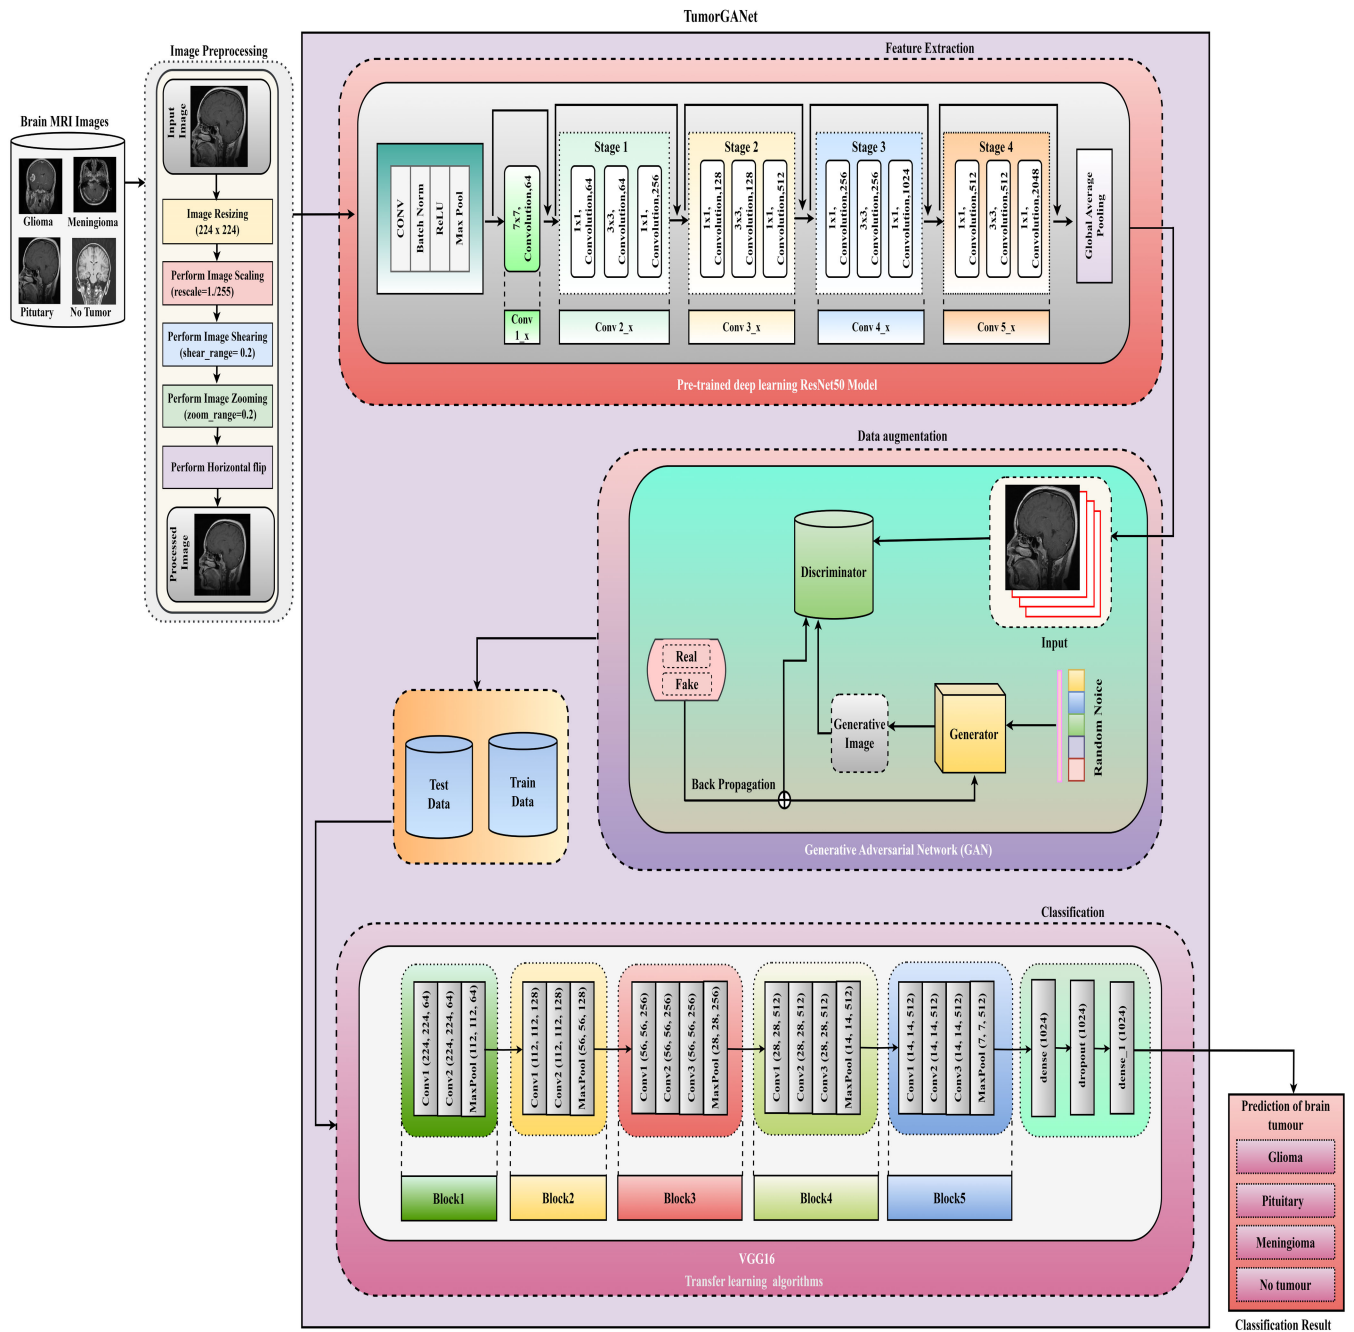 TumorGANet
Image Preprocessing
Input
Image
Image Resizing
(224 x 224)
Perform Image Scaling
(rescale=1./255)
Perform Image Shearing
(shear_range= 0.2)
Perform Image Zooming
(zoom_range=0.2)
Perform Horizontal flip
Processed
Image
Brain MRI Images
Glioma
Meningioma
Pitutary
No Tumor
Feature Extraction
CONV
Batch Norm
ReLU
Max Pool
7x7,
Convolution,64
Stage 1
1x1,
Convolution,64
3x3,
Convolution,64
1x1,
Convolution,256
Stage 2
1x1,
Convolution,128
3x3,
Convolution,128
1x1,
Convolution,512
Stage 3
1x1,
Convolution,256
3x3,
Convolution,256
1x1,
Convolution,1024
Stage 4
1x1,
Convolution,512
3x3,
Convolution,512
1x1,
Convolution,2048
Global Average
Pooling
Conv
1_x
Conv 2_x
Conv 3_x
Conv 4_x
Conv 5_x
Pre-trained deep learning ResNet50 Model
Data augmentation
Discriminator
Input
Real
Fake
Generative
Image
Generator
Random Noice
Back Propagation
Generative Adversarial Network (GAN)
Test
Data
Train
Data
Classification
Conv1 (224, 224, 64)
Conv2 (224, 224, 64)
MaxPool (112, 112, 64)
Conv1 (112, 112, 128)
Conv2 (112, 112, 128)
MaxPool (56, 56, 128)
Conv1 (56, 56, 256)
Conv2 (56, 56, 256)
Conv3 (56, 56, 256)
MaxPool (28, 28, 256)
Conv1 (28, 28, 512)
Conv2 (28, 28, 512)
Conv3 (28, 28, 512)
MaxPool (14, 14, 512)
Conv1 (14, 14, 512)
Conv2 (14, 14, 512)
Conv3 (14, 14, 512)
MaxPool (7, 7, 512)
dense (1024)
dropout (1024)
dense_1 (1024)
Block1
Block2
Block3
Block4
Block5
VGG16
Transfer learning algorithms
Prediction of brain
tumour
Glioma
Pituitary
Meningioma
No tumour
Classification Result